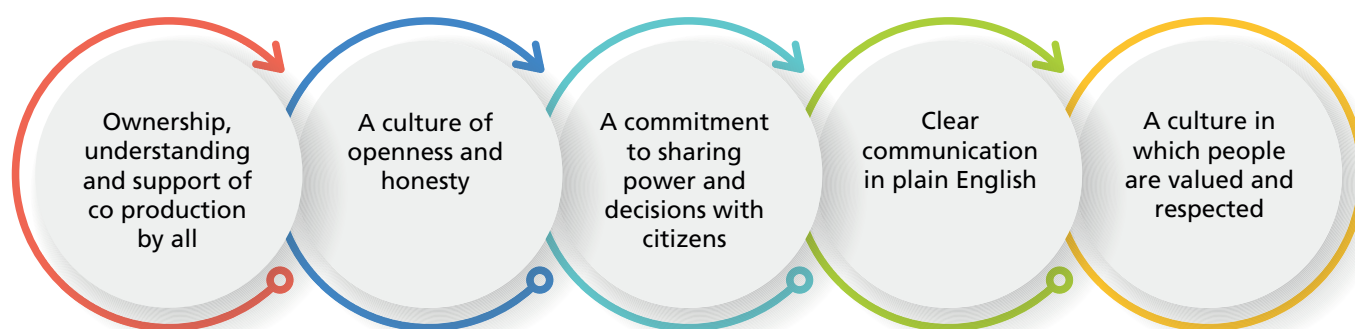 Ownership,
understanding
and support of
co production
by all
A culture of
openness and
honesty
A commitment
to sharing
power and
decisions with
citizens
Clear
communication
in plain English
A culture in
which people
are valued and
respected